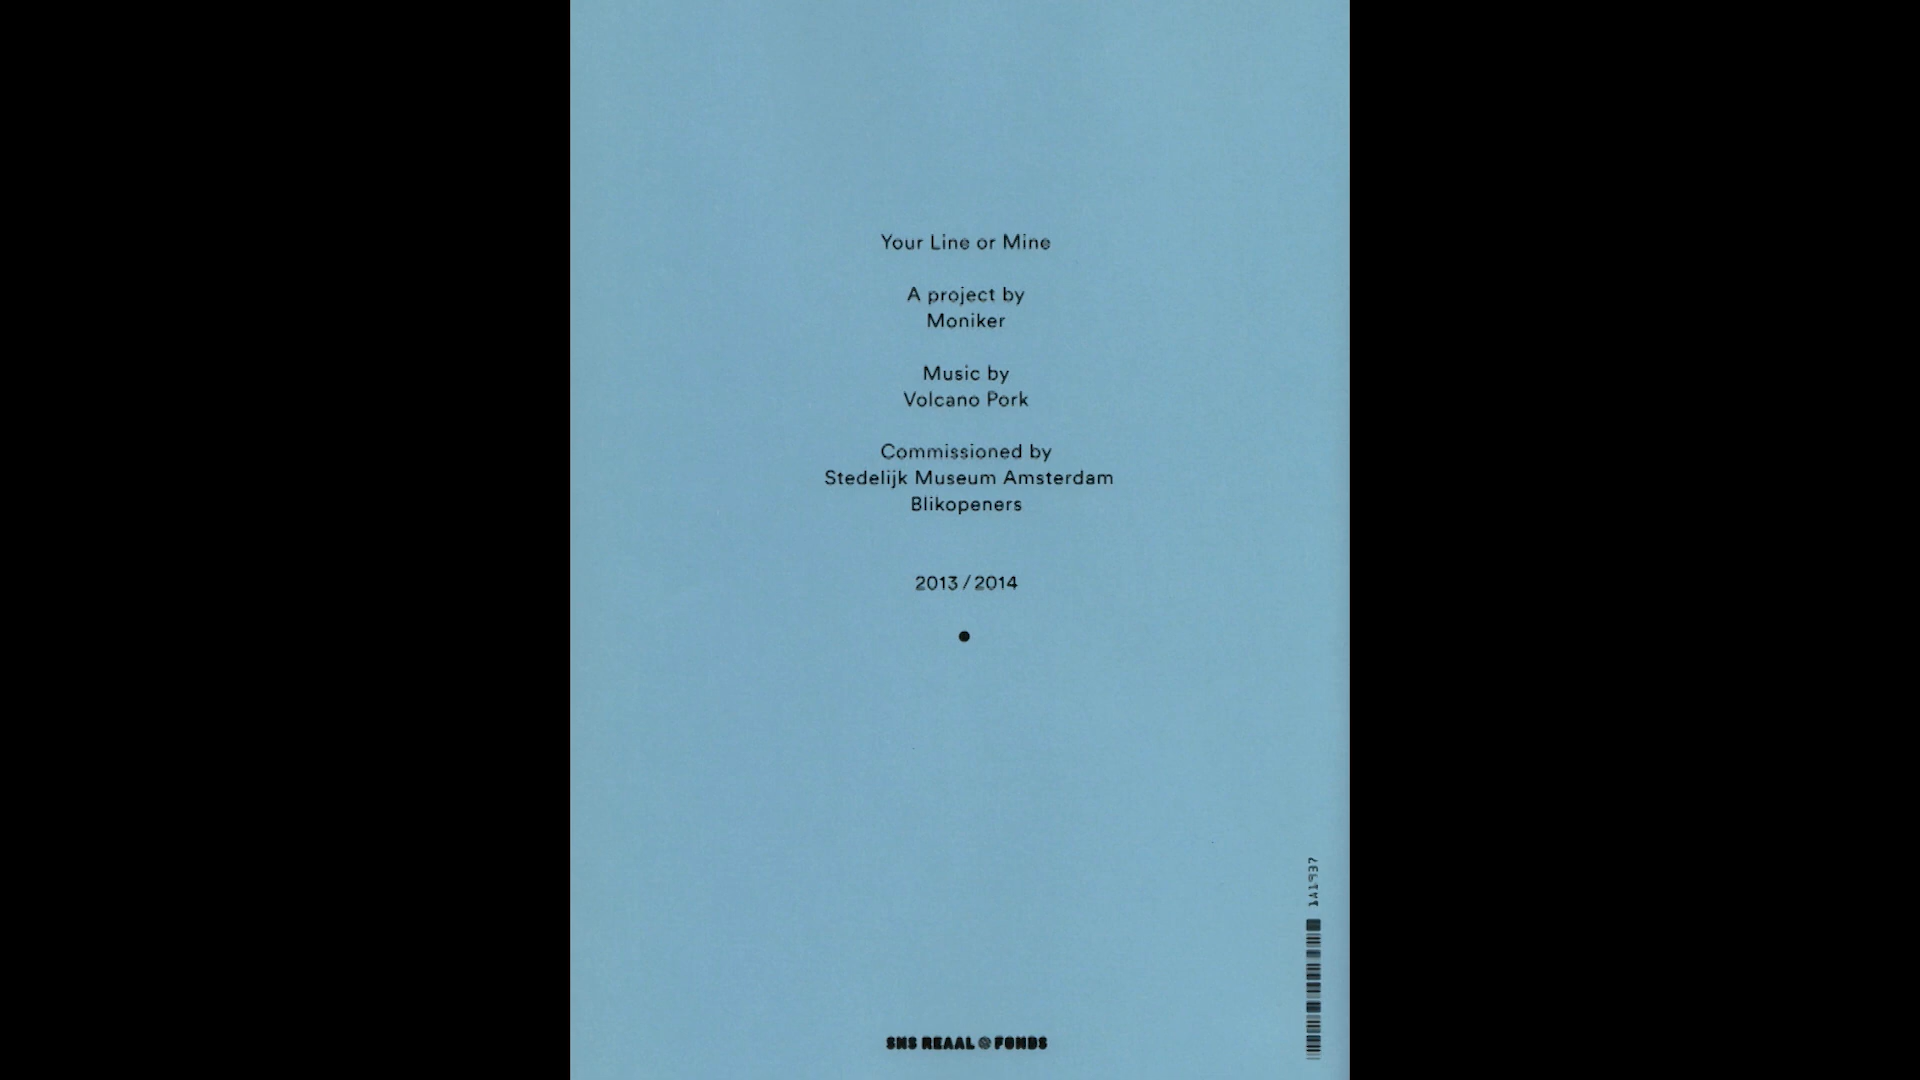 Your Line or Mine
A project by
Moniker
Music by
Volcano Pork
Commissioned by
Stedelijk Museum Amsterdam
Blikopeners
2013 / 2014
141937
SNS REAAL FONDS